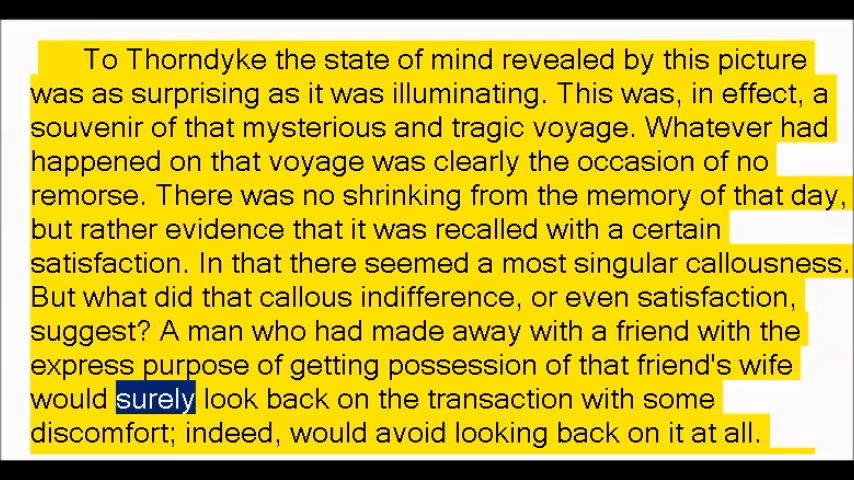 To Thorndyke the state of mind revealed by this picture
was as surprising as it was illuminating. This was, in effect, a
souvenir of that mysterious and tragic voyage. Whatever had
happened on that voyage was clearly the occasion of no
remorse. There was no shrinking from the memory of that day,
but rather evidence that it was recalled with a certain
satisfaction. In that there seemed a most singular callousness.
But what did that callous indifference, or even satisfaction,
suggest? A man who had made away with a friend with the
express purpose of getting possession of that friend's wife
would surely look back on the transaction with some
discomfort; indeed, would avoid looking back on it at all.